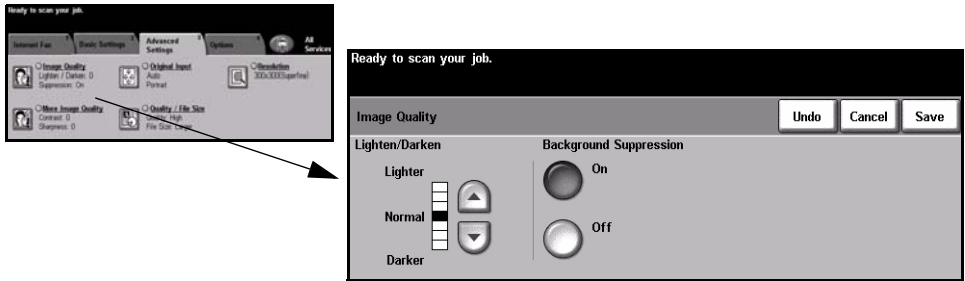 Ready to scan your job.
Internet Fax
Basic Settings
Advanced Settings
Options
All Services
Image Quality
Lighten / Darken: 0
Suppression: On
Original Input
Auto
Portrait
Resolution
300x300(Superfine)
More Image Quality
Contrast: 0
Sharpness: 0
Quality / File Size
Quality: High
File Size: Larger
Ready to scan your job.
Image Quality
Undo
Cancel
Save
Lighten/Darken
Background Suppression
Lighter
On
Normal
Off
Darker